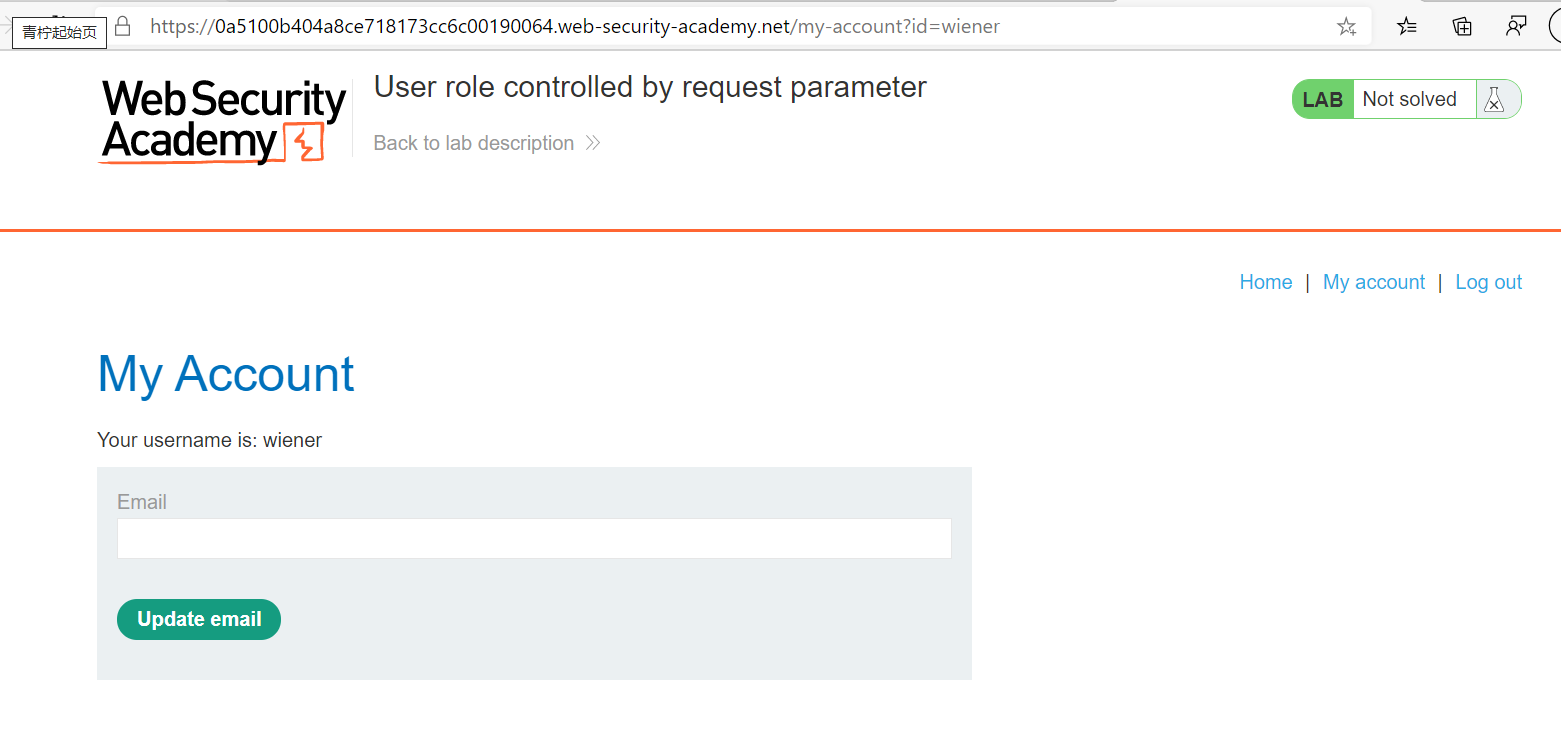 https://0a5100b404a8ce718173cc6c00190064.web-security-academy.net/my-account?id=wiener
青柠起始页
Web Security
Academy
User role controlled by request parameter
Back to lab description
LAB Not solved
Home | My account | Log out
My Account
Your username is: wiener
Email
Update email